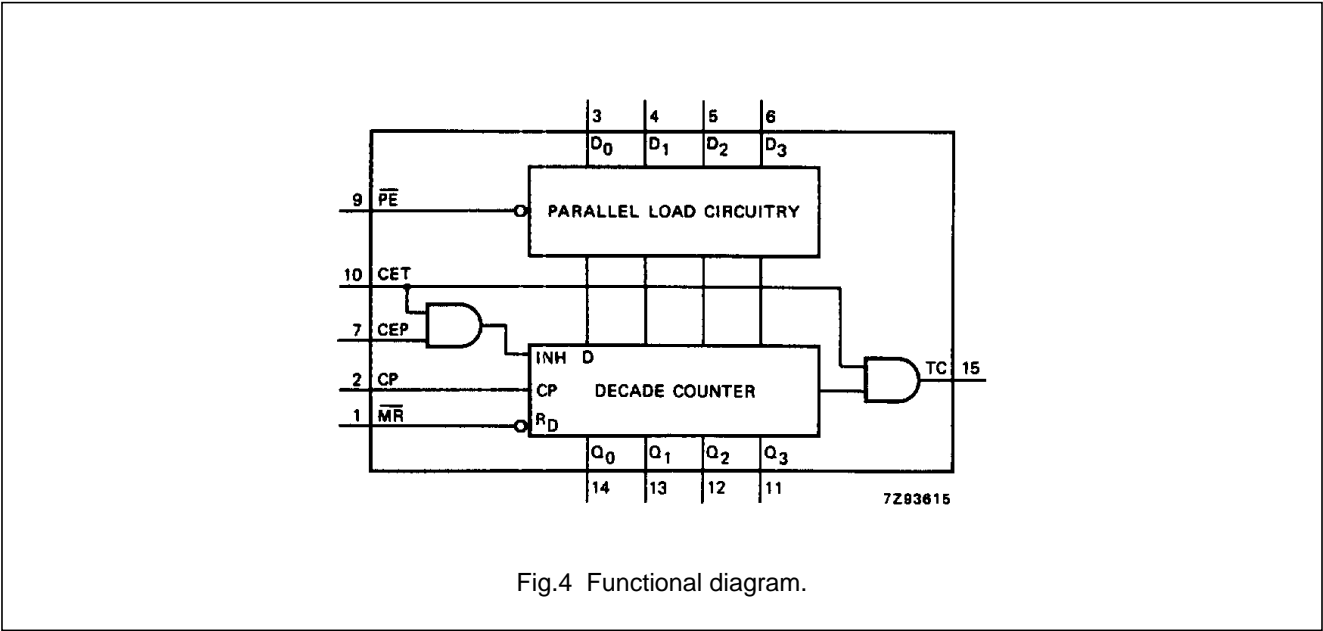 3 4 5 6
D0 D1 D2 D3
9 P̅E̅
PARALLEL LOAD CIRCUITRY
10 CET
7 CEP
INH D
TC 15
2 CP
CP DECADE COUNTER
1 M̅R̅
RD
Q0 Q1 Q2 Q3
14 13 12 11
7Z93615
Fig.4 Functional diagram.